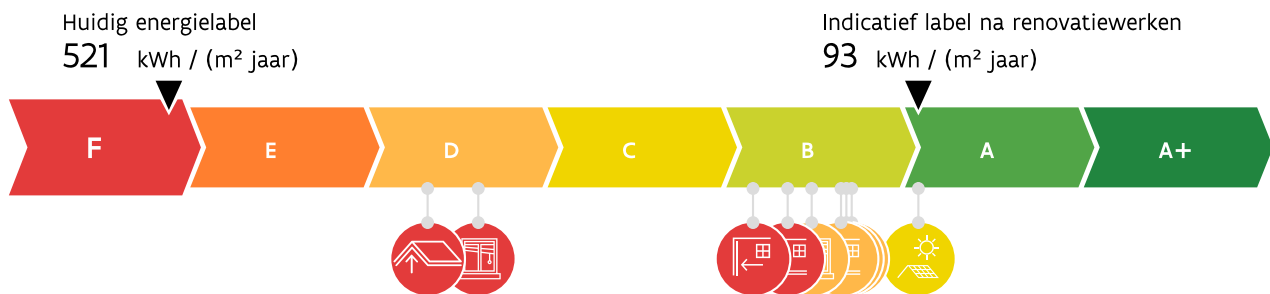 Huidig energielabel
521 kWh / (m² jaar)
Indicatief label na renovatiewerken
93 kWh / (m² jaar)
F E D C B A A+